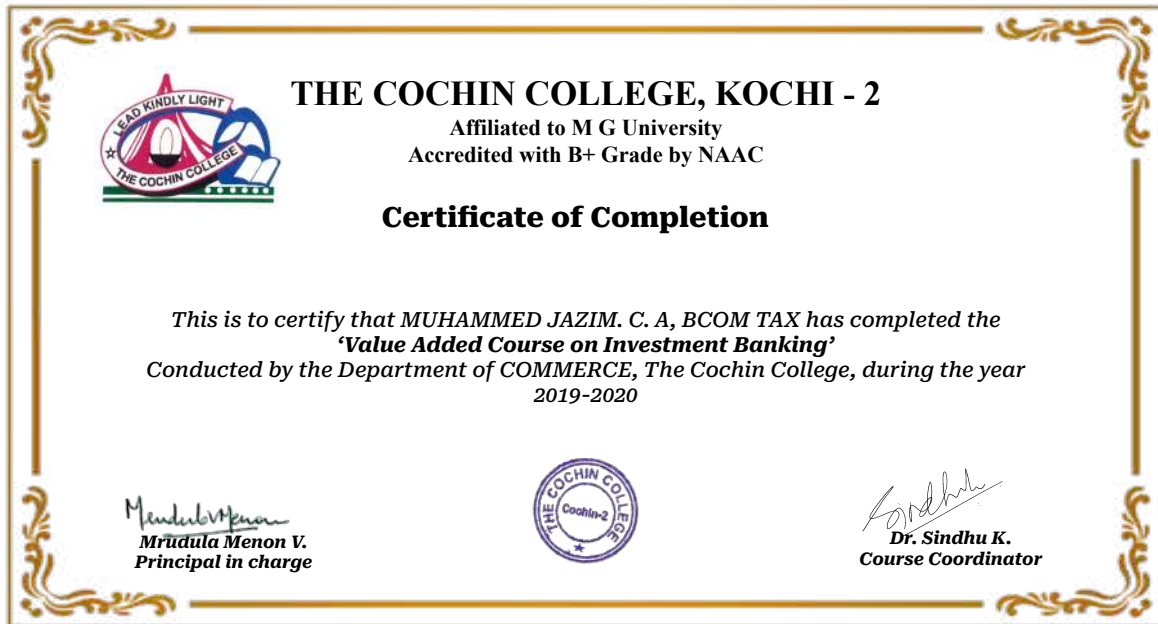 LEAD KINDLY LIGHT
THE COCHIN COLLEGE
THE COCHIN COLLEGE, KOCHI - 2
Affiliated to M G University
Accredited with B+ Grade by NAAC
Certificate of Completion
This is to certify that MUHAMMED JAZIM. C. A, BCOM TAX has completed the
‘Value Added Course on Investment Banking’
Conducted by the Department of COMMERCE, The Cochin College, during the year
2019-2020
THE COCHIN COLLEGE
Cochin-2
Mrudula Menon V.
Principal in charge
Sindhu
Dr. Sindhu K.
Course Coordinator